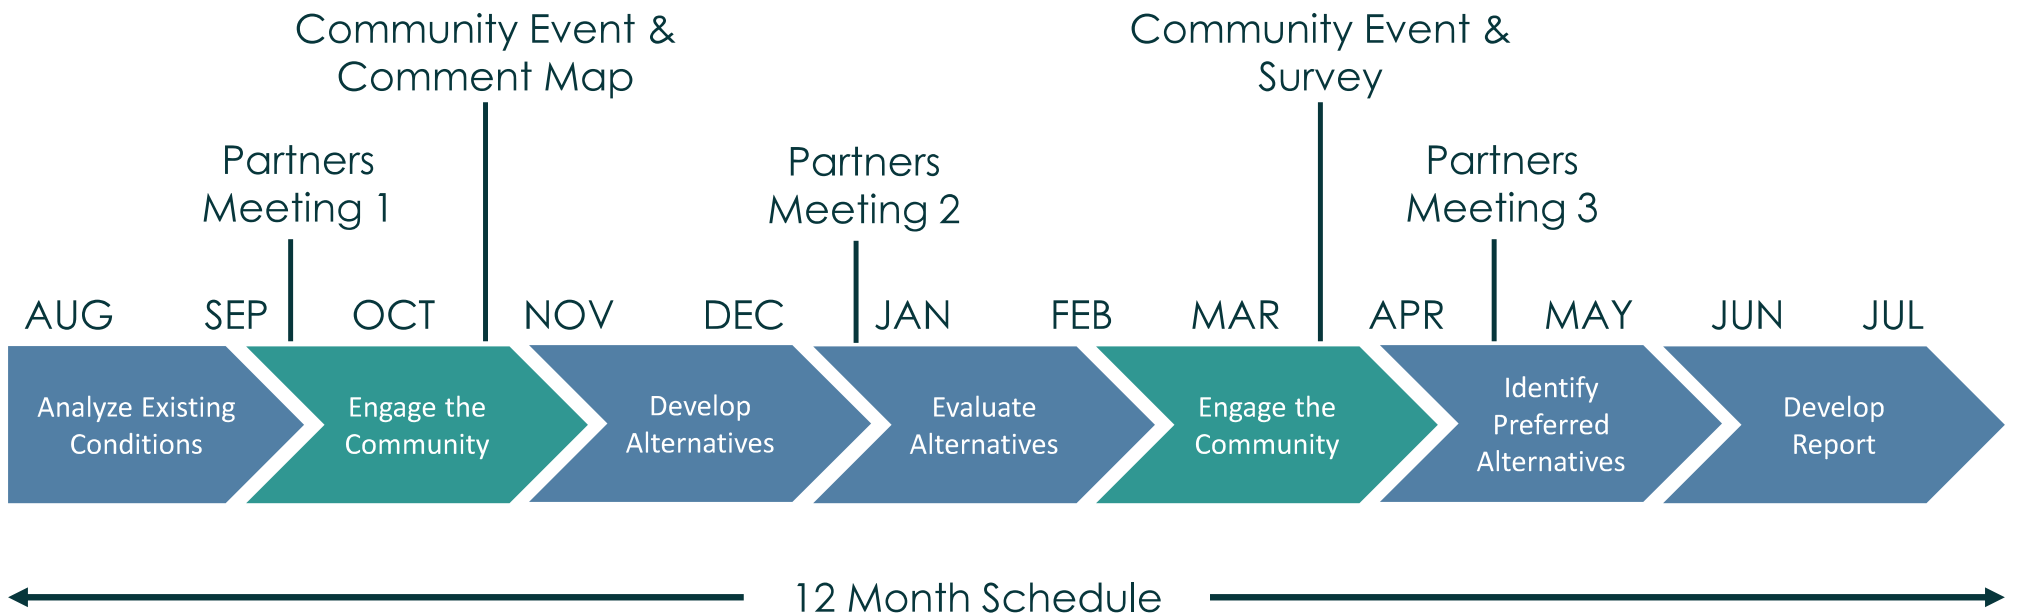 Community Event &
Comment Map
Community Event &
Survey
Partners
Meeting 1
Partners
Meeting 2
Partners
Meeting 3
AUG SEP OCT NOV DEC JAN FEB MAR APR MAY JUN JUL
Analyze Existing
Conditions
Engage the
Community
Develop
Alternatives
Evaluate
Alternatives
Engage the
Community
Identify
Preferred
Alternatives
Develop
Report
12 Month Schedule